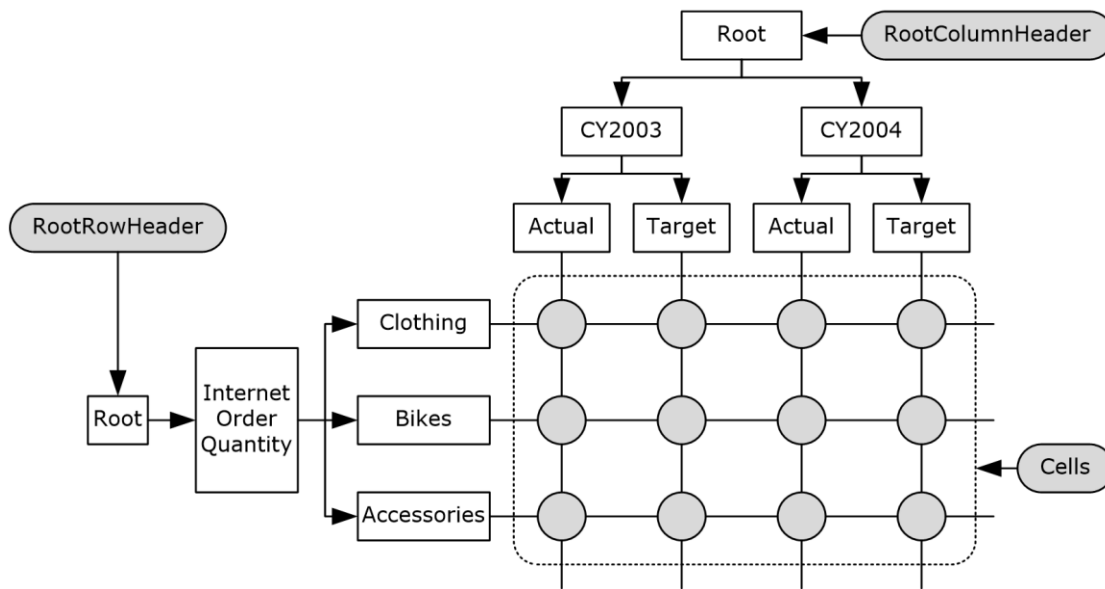 Root
RootColumnHeader
CY2003
CY2004
Actual
Target
Actual
Target
RootRowHeader
Clothing
Root
Internet
Order
Quantity
Bikes
Cells
Accessories